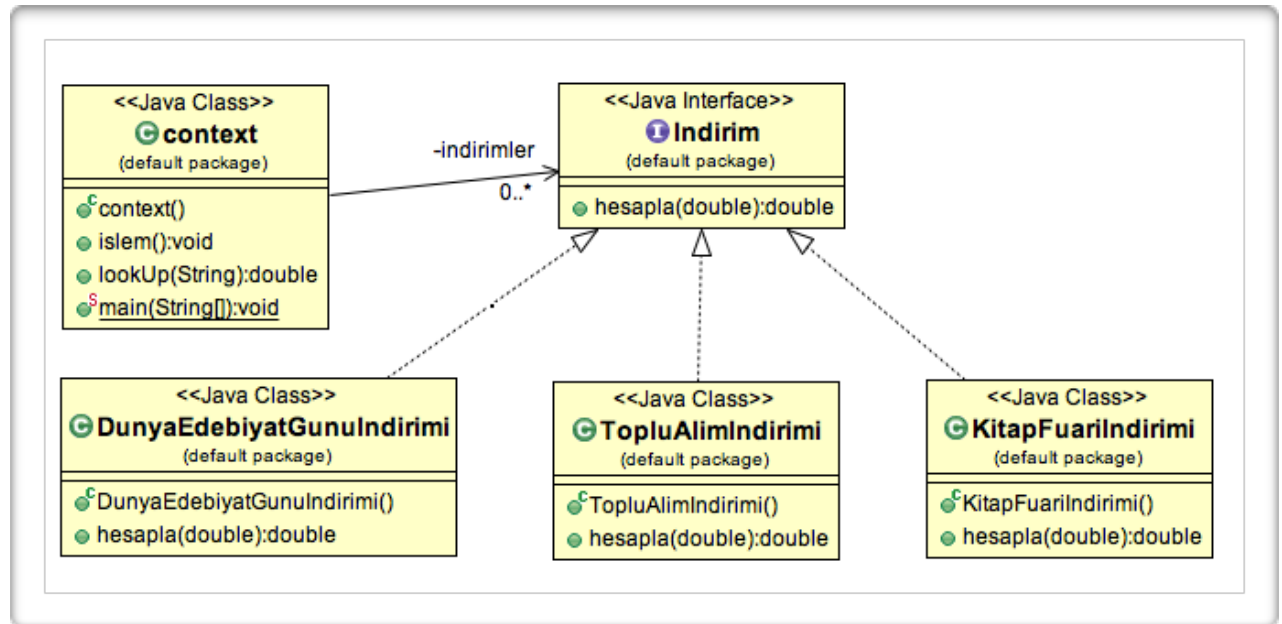 <<Java Class>>
context
(default package)
context()
islem():void
lookUp(String):double
main(String[]):void
-indirimler
0..*
<<Java Interface>>
Indirim
(default package)
hesapla(double):double
<<Java Class>>
DunyaEdebiyatGunuIndirimi
(default package)
DunyaEdebiyatGunuIndirimi()
hesapla(double):double
<<Java Class>>
TopluAlimIndirimi
(default package)
TopluAlimIndirimi()
hesapla(double):double
<<Java Class>>
KitapFuariIndirimi
(default package)
KitapFuariIndirimi()
hesapla(double):double